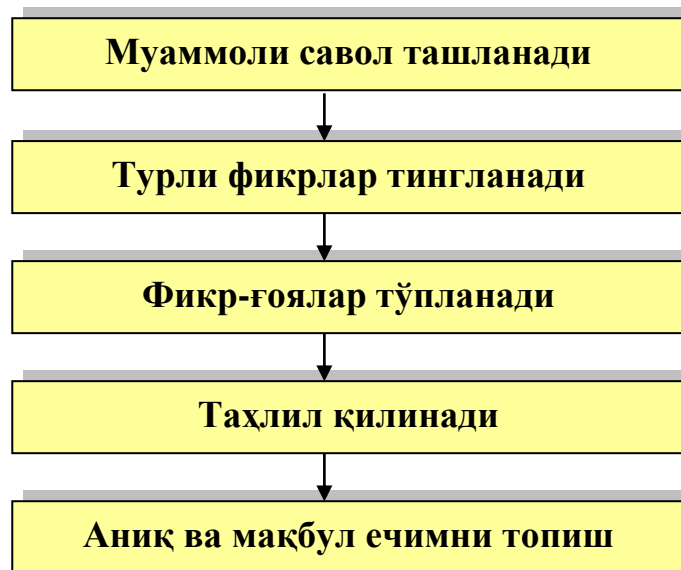 Муаммоли савол ташланади
Турли фикрлар тингланади
Фикр-ғоялар тўпланади
Таҳлил қилинади
Аниқ ва мақбул ечимни топиш